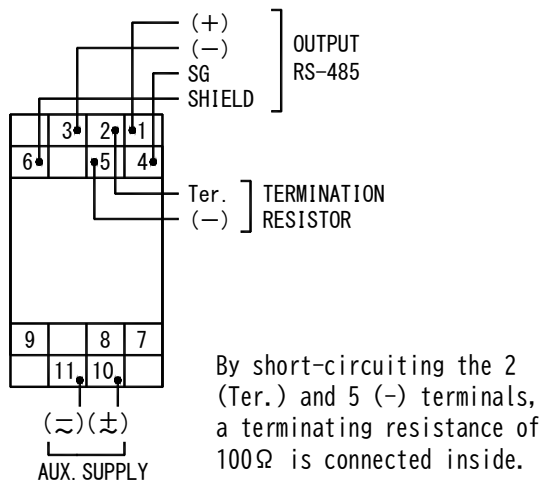 (+)
(−)
SG
SHIELD
OUTPUT
RS-485
3 2 1
6 5 4
Ter.
(−)
TERMINATION
RESISTOR
9 8 7
11 10
(−̰)(±̰)
AUX. SUPPLY
By short-circuiting the 2
(Ter.) and 5 (-) terminals,
a terminating resistance of
100Ω is connected inside.